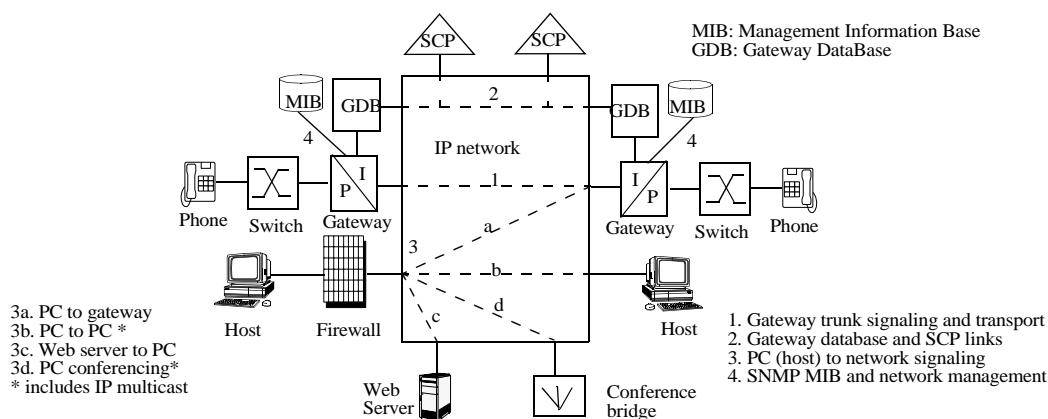 SCP
SCP
MIB: Management Information Base
GDB: Gateway DataBase
MIB
GDB
2
GDB
MIB
4
4
IP network
I
P
1
I
P
Phone
Switch
Gateway
a
Gateway
Switch
Phone
3
b
c
d
Host
Firewall
Host
3a. PC to gateway
3b. PC to PC *
3c. Web server to PC
3d. PC conferencing*
* includes IP multicast
1. Gateway trunk signaling and transport
2. Gateway database and SCP links
3. PC (host) to network signaling
4. SNMP MIB and network management
Web
Server
Conference
bridge